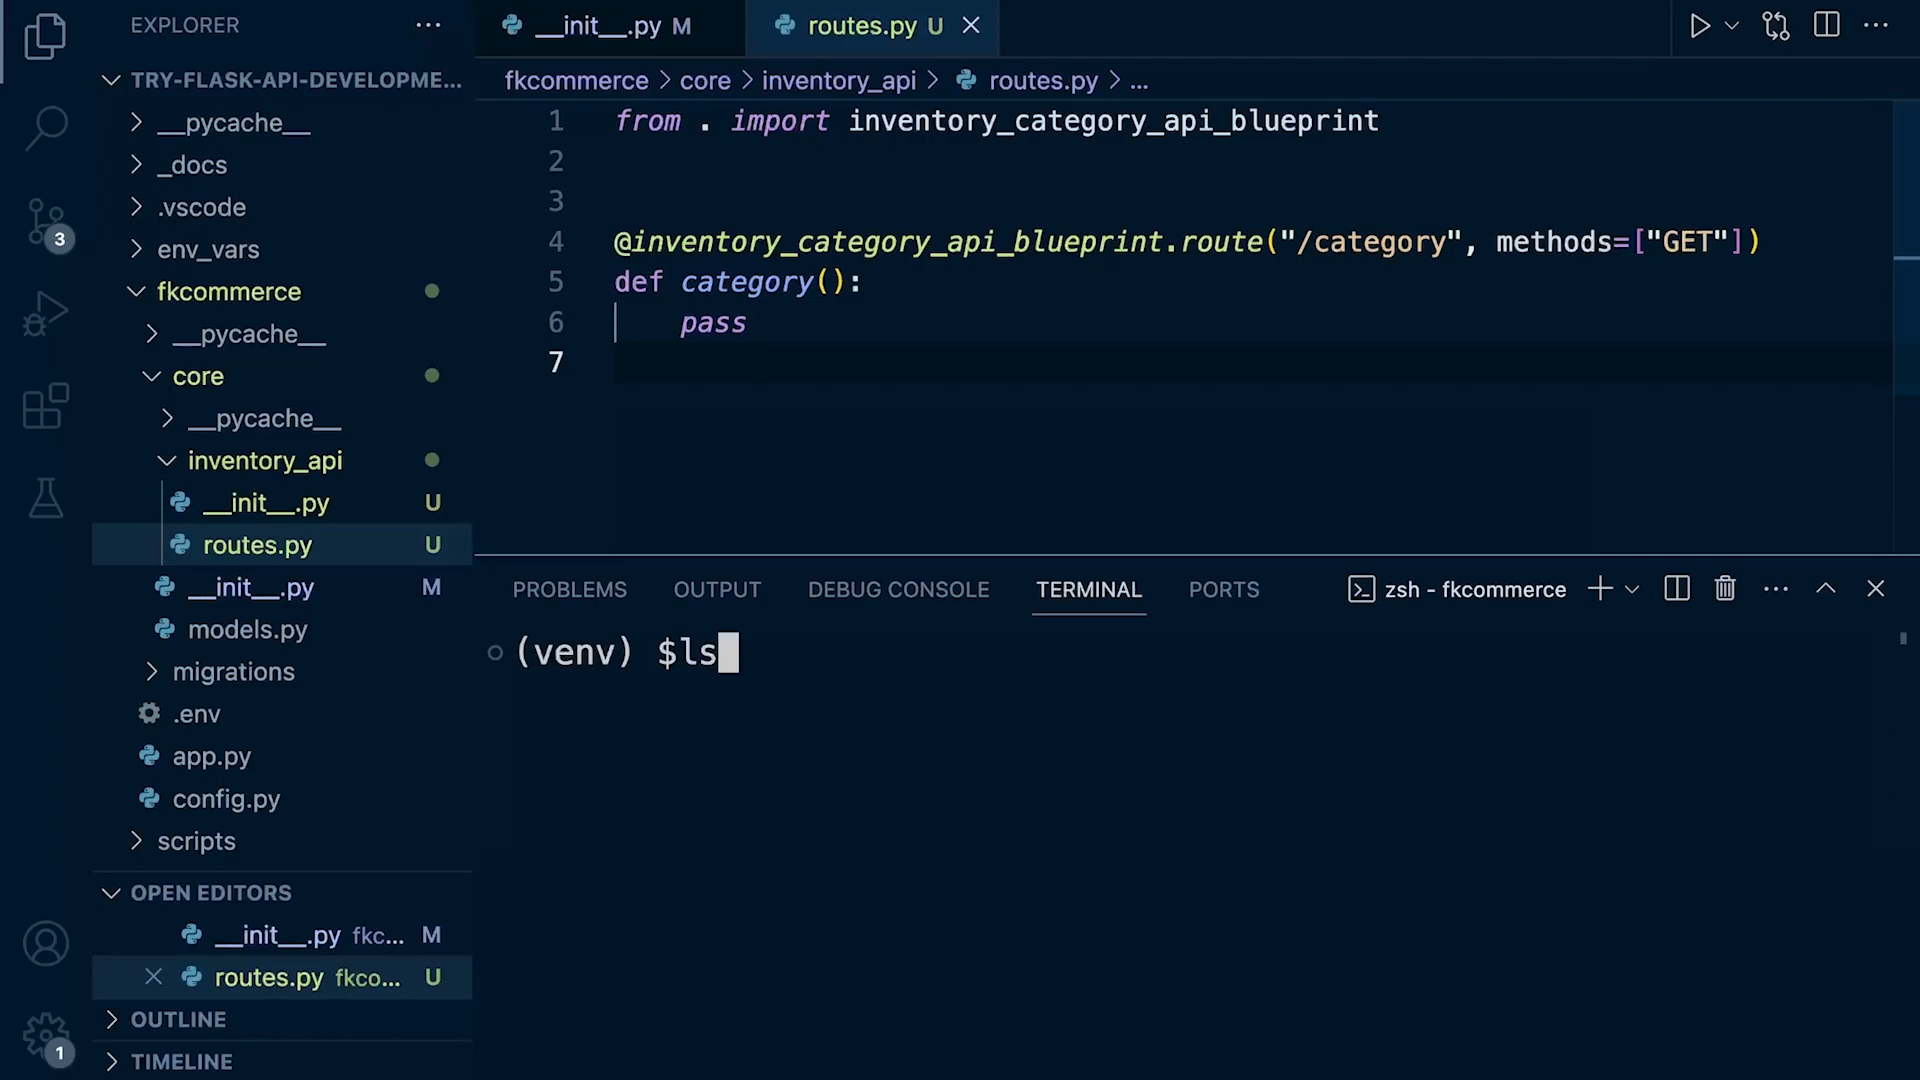 EXPLORER
TRY-FLASK-API-DEVELOPME...
__pycache__
_docs
.vscode
env_vars
fkcommerce
__pycache__
core
__pycache__
inventory_api
__init__.py U
routes.py U
__init__.py M
models.py
migrations
.env
app.py
config.py
scripts
OPEN EDITORS
__init__.py fkc... M
routes.py fkco... U
OUTLINE
TIMELINE
3
1
__init__.py M
routes.py U
fkcommerce > core > inventory_api > routes.py > ...
1 from . import inventory_category_api_blueprint
2
3
4 @inventory_category_api_blueprint.route("/category", methods=["GET"])
5 def category():
6 pass
7
PROBLEMS OUTPUT DEBUG CONSOLE TERMINAL PORTS zsh - fkcommerce
(venv) $ls